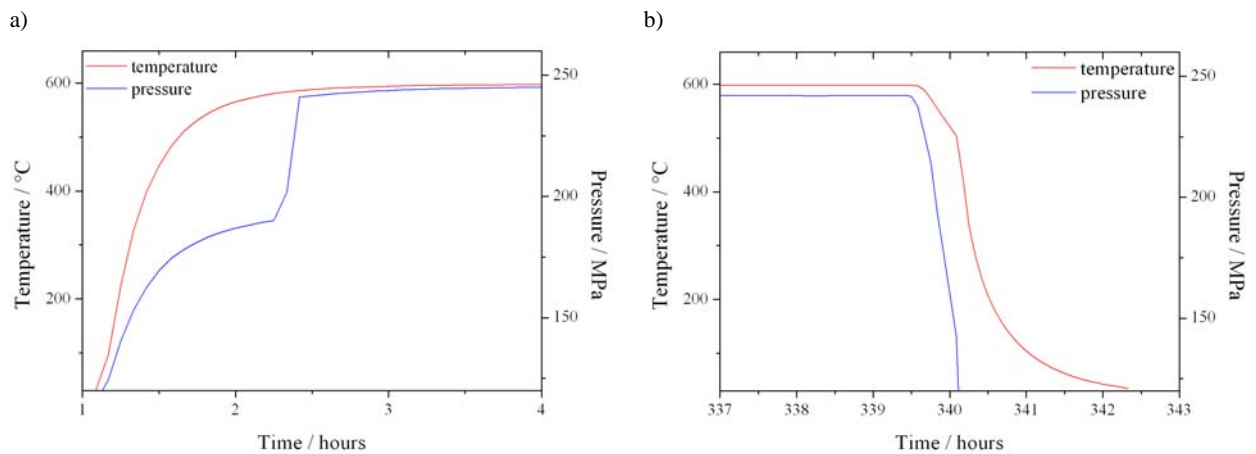 a)
temperature
pressure
600
400
200
Temperature / °C
250
200
150
Pressure / MPa
1
2
3
4
Time / hours
b)
temperature
pressure
600
400
200
Temperature / °C
250
200
150
Pressure / MPa
337
338
339
340
341
342
343
Time / hours